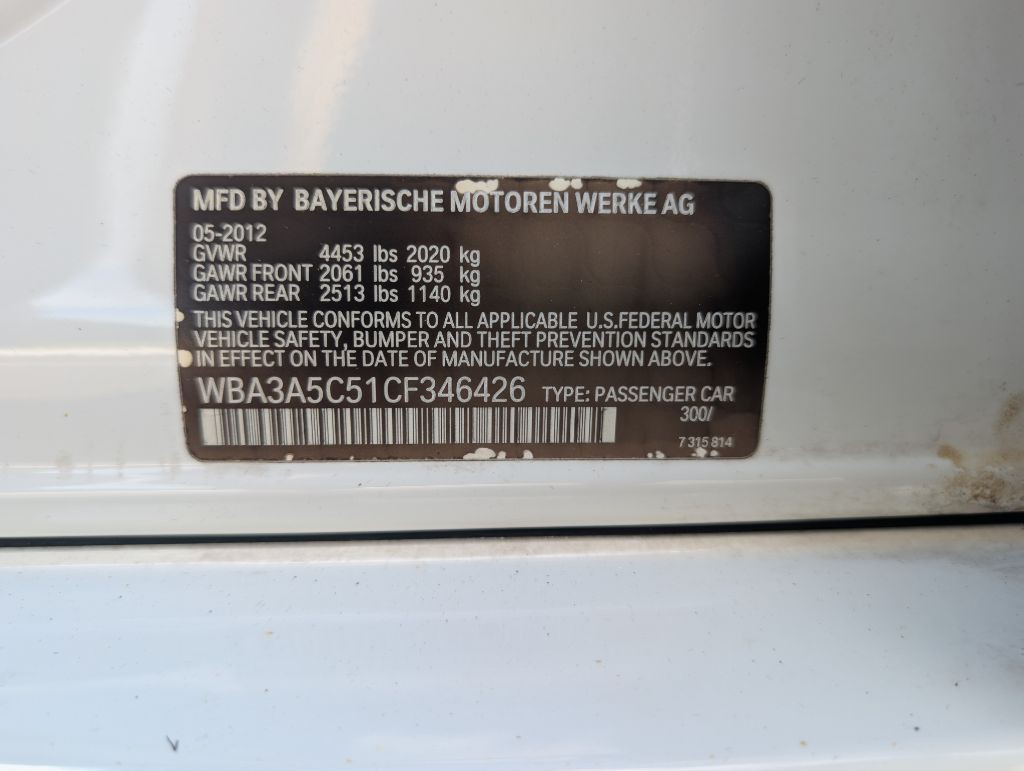 MFD BY BAYERISCHE MOTOREN WERKE AG
05-2012
GVWR 4453 lbs 2020 kg
GAWR FRONT 2061 lbs 935 kg
GAWR REAR 2513 lbs 1140 kg
THIS VEHICLE CONFORMS TO ALL APPLICABLE U.S.FEDERAL MOTOR
VEHICLE SAFETY, BUMPER AND THEFT PREVENTION STANDARDS
IN EFFECT ON THE DATE OF MANUFACTURE SHOWN ABOVE.
WBA3A5C51CF346426 TYPE: PASSENGER CAR
300/
7 315 814